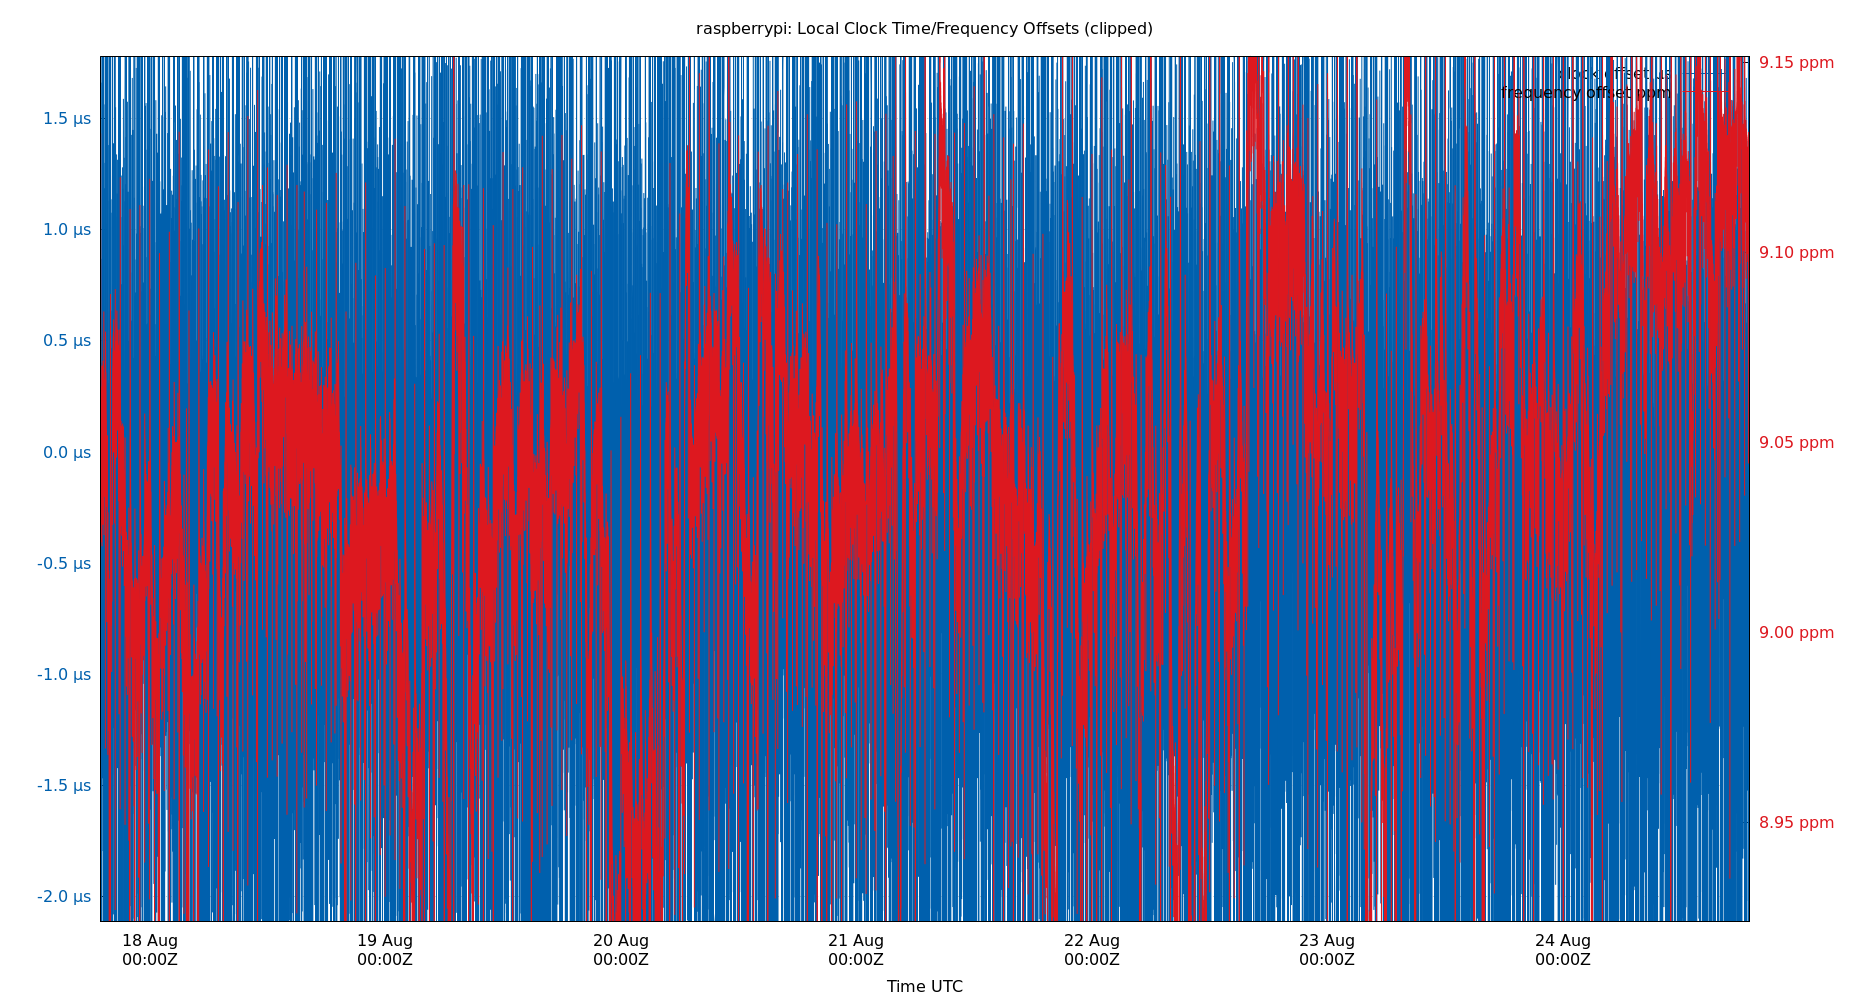 raspberrypi: Local Clock Time/Frequency Offsets (clipped)
clock offset µs
frequency offset ppm
1.5 µs
1.0 µs
0.5 µs
0.0 µs
-0.5 µs
-1.0 µs
-1.5 µs
-2.0 µs
9.15 ppm
9.10 ppm
9.05 ppm
9.00 ppm
8.95 ppm
18 Aug
00:00Z
19 Aug
00:00Z
20 Aug
00:00Z
21 Aug
00:00Z
22 Aug
00:00Z
23 Aug
00:00Z
24 Aug
00:00Z
Time UTC